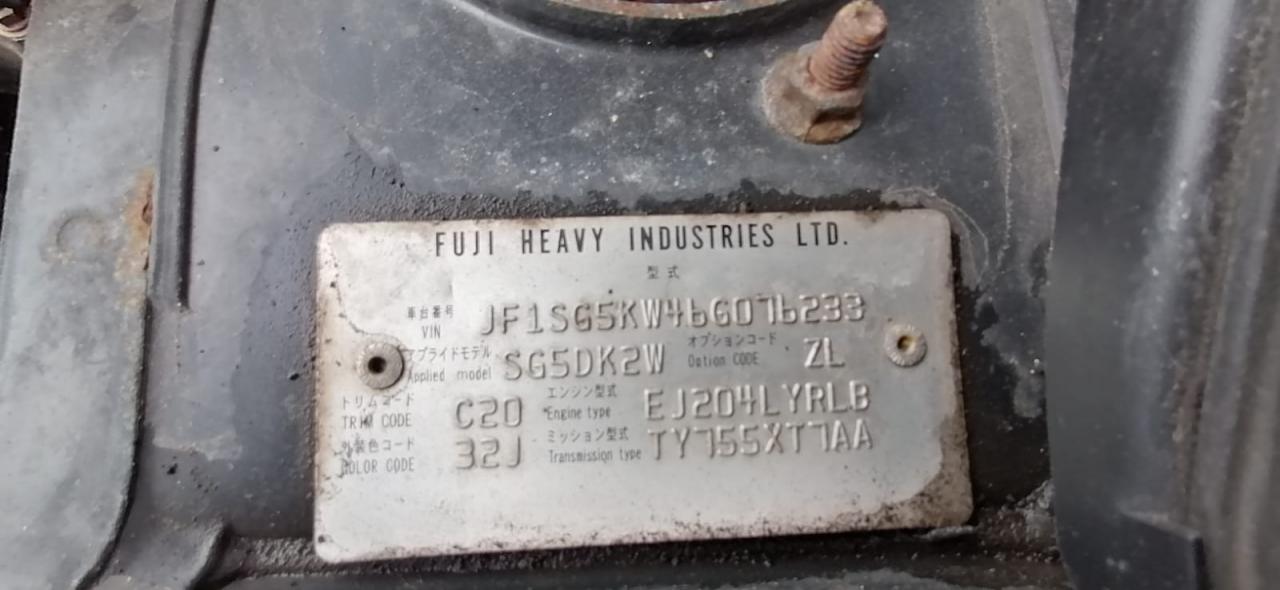 FUJI HEAVY INDUSTRIES LTD.
型式
車台番号
VIN JF1SG5KW46G076233
アプライドモデル オプションコード
Applied model SG5DK2W Option CODE ZL
トリムコード エンジン型式
TRIM CODE C20 Engine type EJ204LYRLB
外装色コード ミッション型式
COLOR CODE 32J Transmission type TY755XT7AA